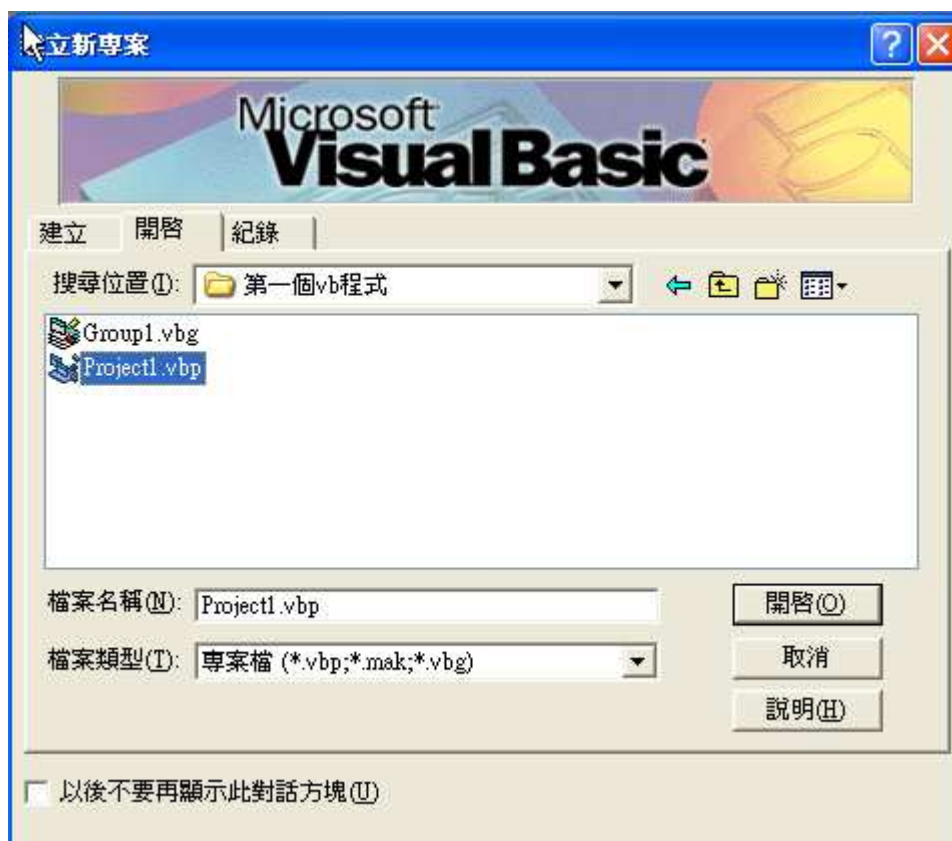 建立新專案
Microsoft
Visual Basic
建立 開啓 紀錄
搜尋位置(I): 第一個vb程式
Group1.vbg
Project1.vbp
檔案名稱(N): Project1.vbp 開啓(O)
檔案類型(T): 專案檔 (*.vbp;*.mak;*.vbg) 取消
說明(H)
以後不要再顯示此對話方塊(U)